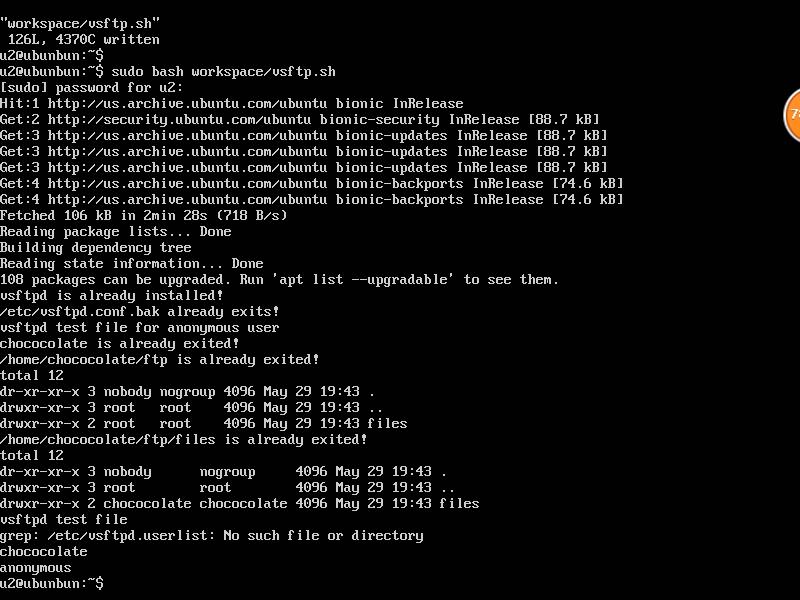 "workspace/vsftp.sh"
 126L, 4370C written
u2@ubunbun:~$
u2@ubunbun:~$ sudo bash workspace/vsftp.sh
[sudo] password for u2:
Hit:1 http://us.archive.ubuntu.com/ubuntu bionic InRelease
Get:2 http://security.ubuntu.com/ubuntu bionic-security InRelease [88.7 kB]
Get:3 http://us.archive.ubuntu.com/ubuntu bionic-updates InRelease [88.7 kB]
Get:3 http://us.archive.ubuntu.com/ubuntu bionic-updates InRelease [88.7 kB]
Get:3 http://us.archive.ubuntu.com/ubuntu bionic-updates InRelease [88.7 kB]
Get:4 http://us.archive.ubuntu.com/ubuntu bionic-backports InRelease [74.6 kB]
Get:4 http://us.archive.ubuntu.com/ubuntu bionic-backports InRelease [74.6 kB]
Fetched 106 kB in 2min 28s (718 B/s)
Reading package lists... Done
Building dependency tree
Reading state information... Done
108 packages can be upgraded. Run 'apt list --upgradable' to see them.
vsftpd is already installed!
/etc/vsftpd.conf.bak already exits!
vsftpd test file for anonymous user
chococolate is already exited!
/home/chococolate/ftp is already exited!
total 12
dr-xr-xr-x 3 nobody nogroup 4096 May 29 19:43 .
drwxr-xr-x 3 root   root    4096 May 29 19:43 ..
drwxr-xr-x 2 root   root    4096 May 29 19:43 files
/home/chococolate/ftp/files is already exited!
total 12
dr-xr-xr-x 3 nobody      nogroup     4096 May 29 19:43 .
drwxr-xr-x 3 root        root        4096 May 29 19:43 ..
drwxr-xr-x 2 chococolate chococolate 4096 May 29 19:43 files
vsftpd test file
grep: /etc/vsftpd.userlist: No such file or directory
chococolate
anonymous
u2@ubunbun:~$